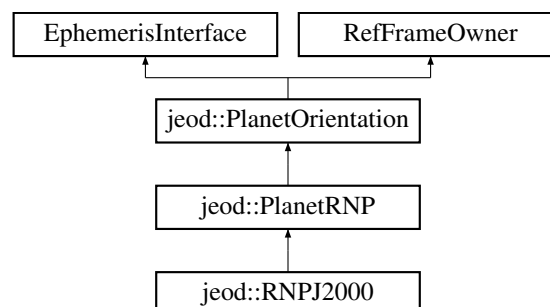 EphemerisInterface
RefFrameOwner
jeod::PlanetOrientation
jeod::PlanetRNP
jeod::RNPJ2000